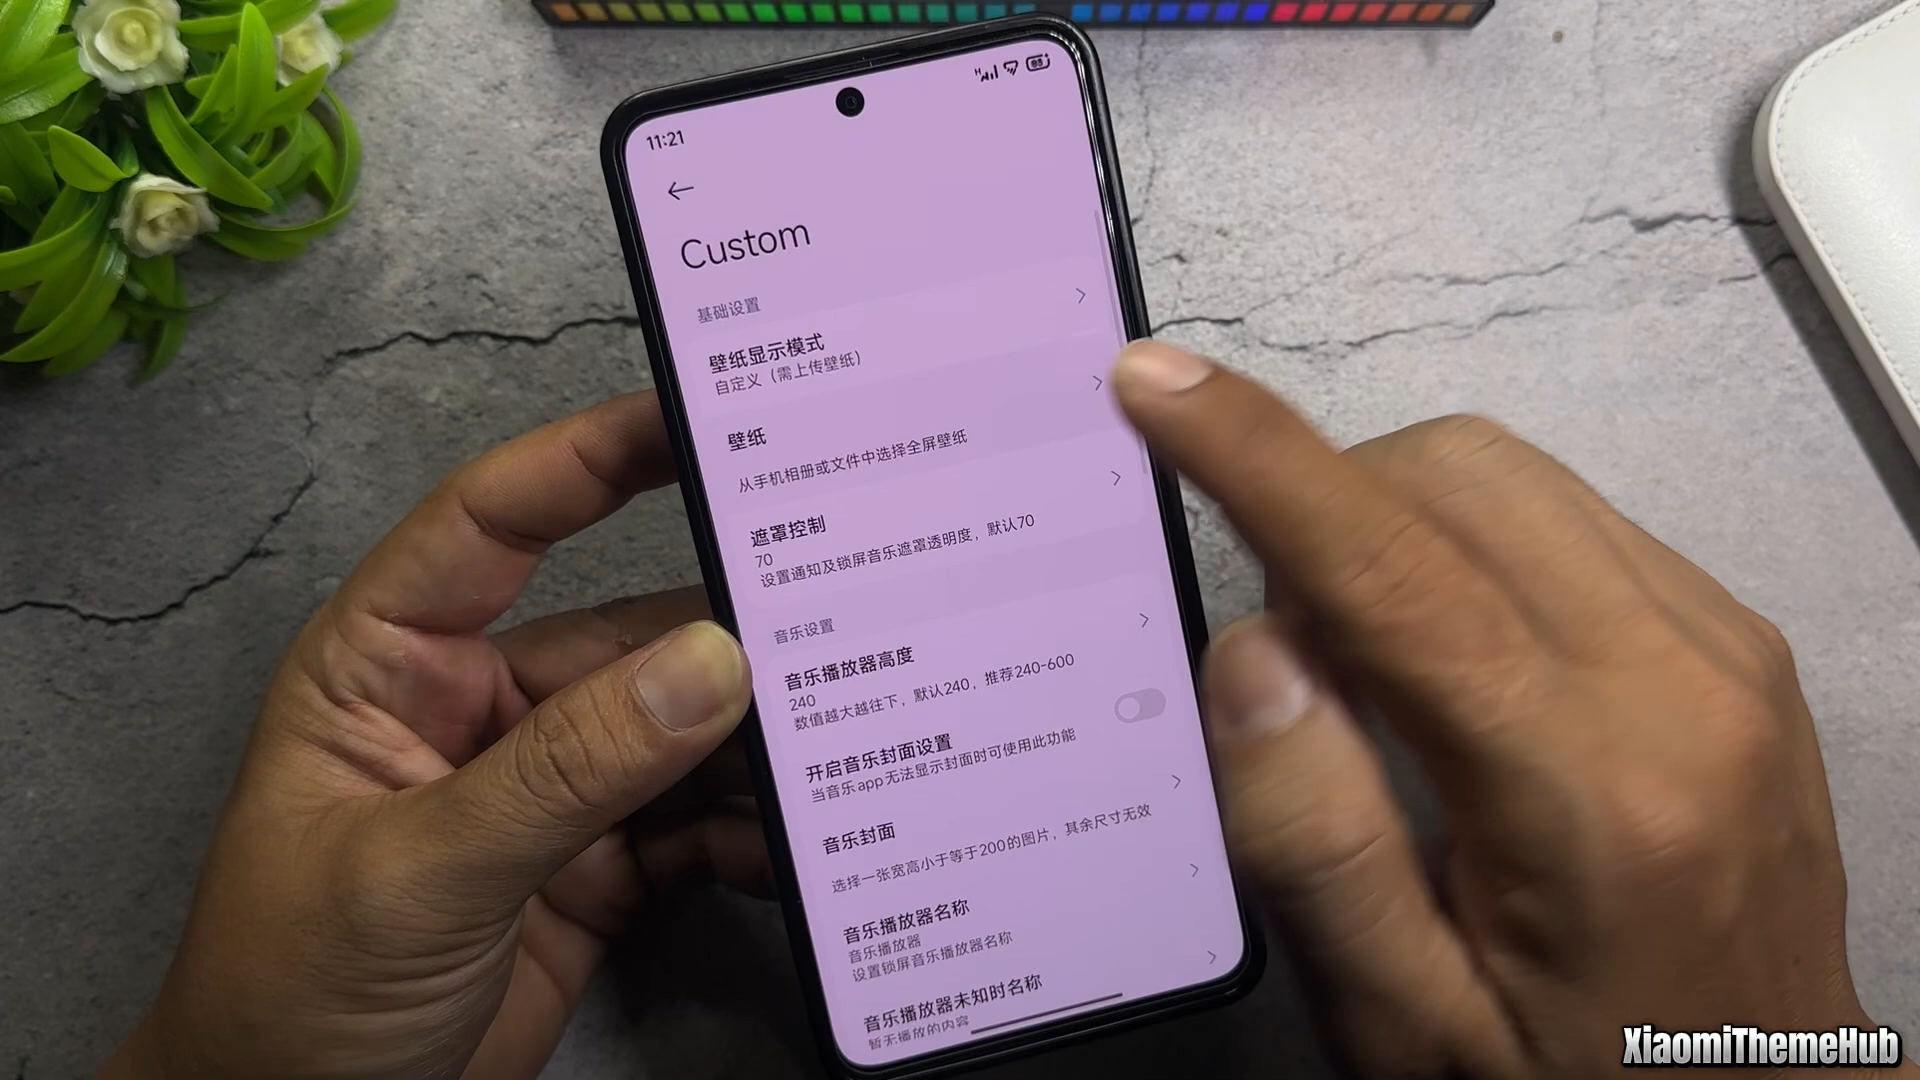 11:21
H
Custom
基础设置
壁纸显示模式
自定义（需上传壁纸）
壁纸
从手机相册或文件中选择全屏壁纸
遮罩控制
70
设置通知及锁屏音乐遮罩透明度，默认70
音乐设置
音乐播放器高度
240
数值越大越往下，默认240，推荐240-600
开启音乐封面设置
当音乐app无法显示封面时可使用此功能
音乐封面
选择一张宽高小于等于200的图片，其余尺寸无效
音乐播放器名称
音乐播放器
设置锁屏音乐播放器名称
音乐播放器未知时名称
暂无播放的内容
XiaomiThemeHub